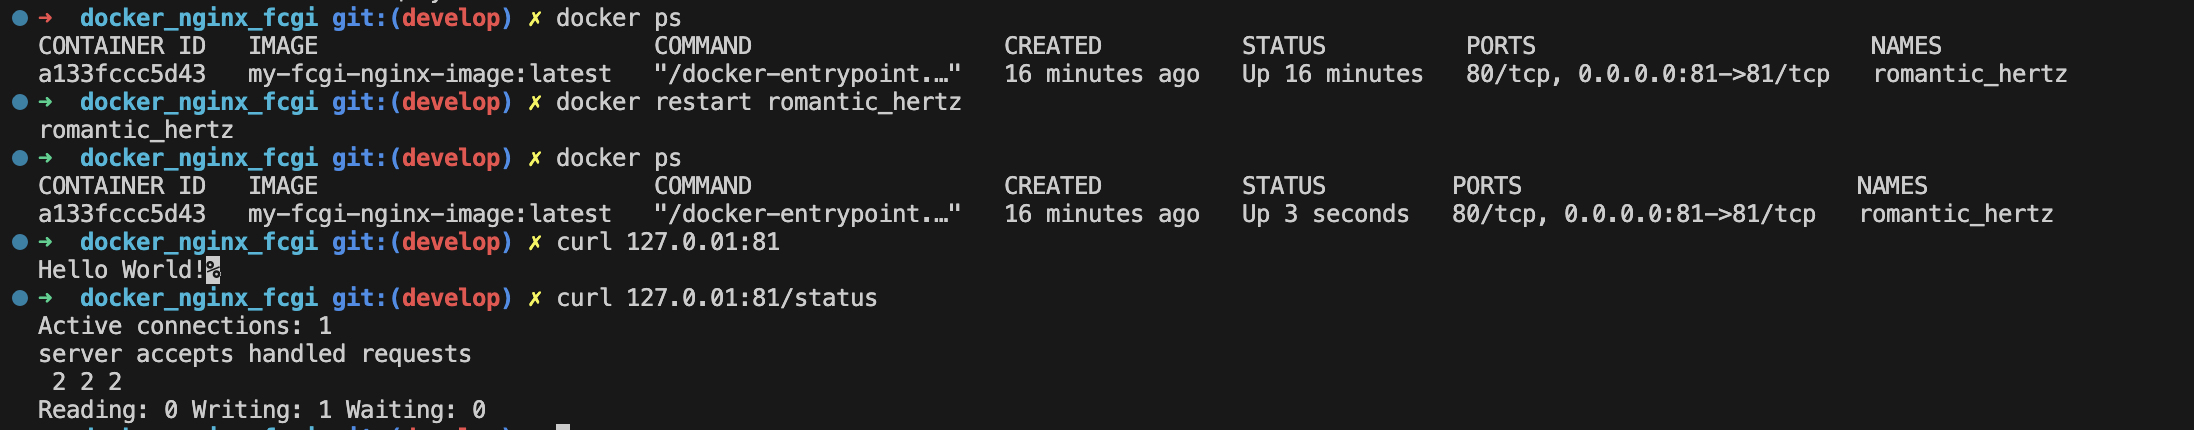 ➜ docker_nginx_fcgi git:(develop) ✗ docker ps
CONTAINER ID   IMAGE                        COMMAND                  CREATED          STATUS          PORTS                        NAMES
a133fccc5d43   my-fcgi-nginx-image:latest   "/docker-entrypoint.…"   16 minutes ago   Up 16 minutes   80/tcp, 0.0.0.0:81->81/tcp   romantic_hertz
➜ docker_nginx_fcgi git:(develop) ✗ docker restart romantic_hertz
romantic_hertz
➜ docker_nginx_fcgi git:(develop) ✗ docker ps
CONTAINER ID   IMAGE                        COMMAND                  CREATED          STATUS         PORTS                        NAMES
a133fccc5d43   my-fcgi-nginx-image:latest   "/docker-entrypoint.…"   16 minutes ago   Up 3 seconds   80/tcp, 0.0.0.0:81->81/tcp   romantic_hertz
➜ docker_nginx_fcgi git:(develop) ✗ curl 127.0.01:81
Hello World!%
➜ docker_nginx_fcgi git:(develop) ✗ curl 127.0.01:81/status
Active connections: 1
server accepts handled requests
 2 2 2
Reading: 0 Writing: 1 Waiting: 0